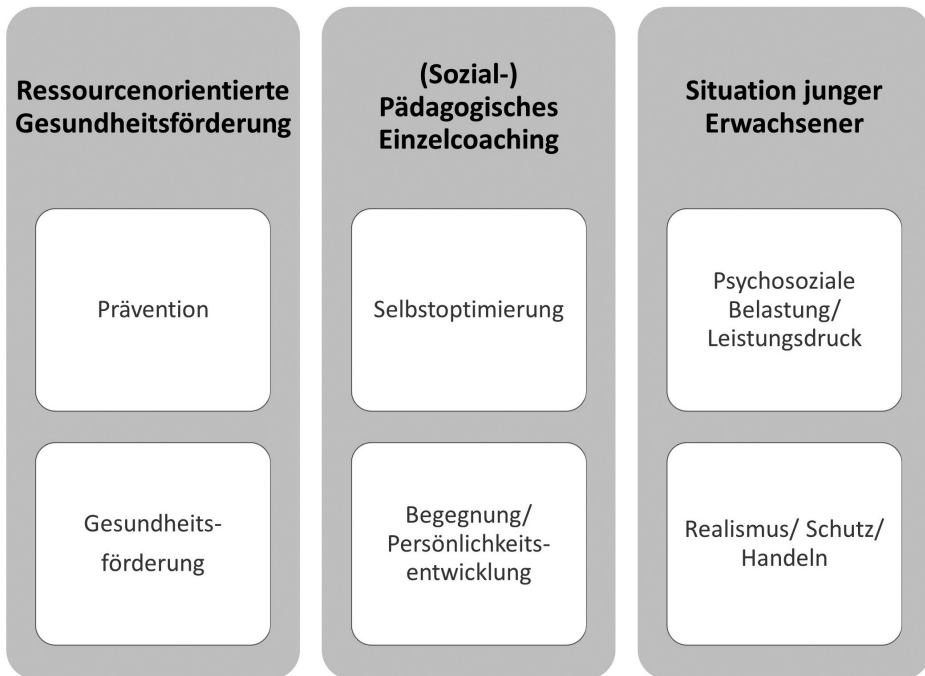 Ressourcenorientierte
Gesundheitsförderung
Prävention
Gesundheits-
förderung
(Sozial-)
Pädagogisches
Einzelcoaching
Selbstoptimierung
Begegnung/
Persönlichkeits-
entwicklung
Situation junger
Erwachsener
Psychosoziale
Belastung/
Leistungsdruck
Realismus/ Schutz/
Handeln